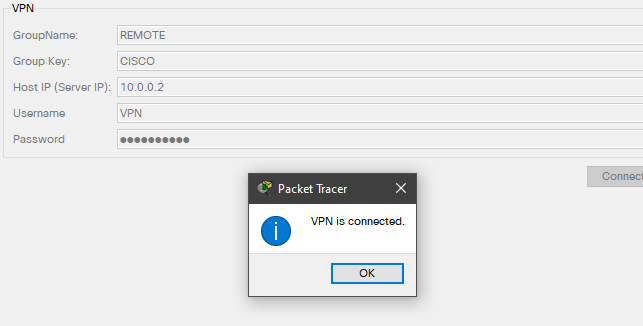 VPN
GroupName: REMOTE
Group Key: CISCO
Host IP (Server IP): 10.0.0.2
Username VPN
Password ●●●●●●●●●●
Connect
Packet Tracer
VPN is connected.
OK